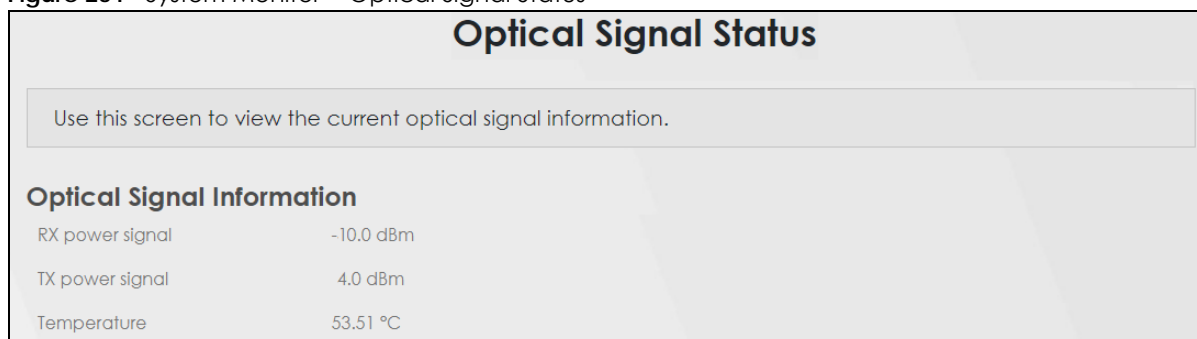 Optical Signal Status
Use this screen to view the current optical signal information.
Optical Signal Information
RX power signal -10.0 dBm
TX power signal 4.0 dBm
Temperature 53.51 °C